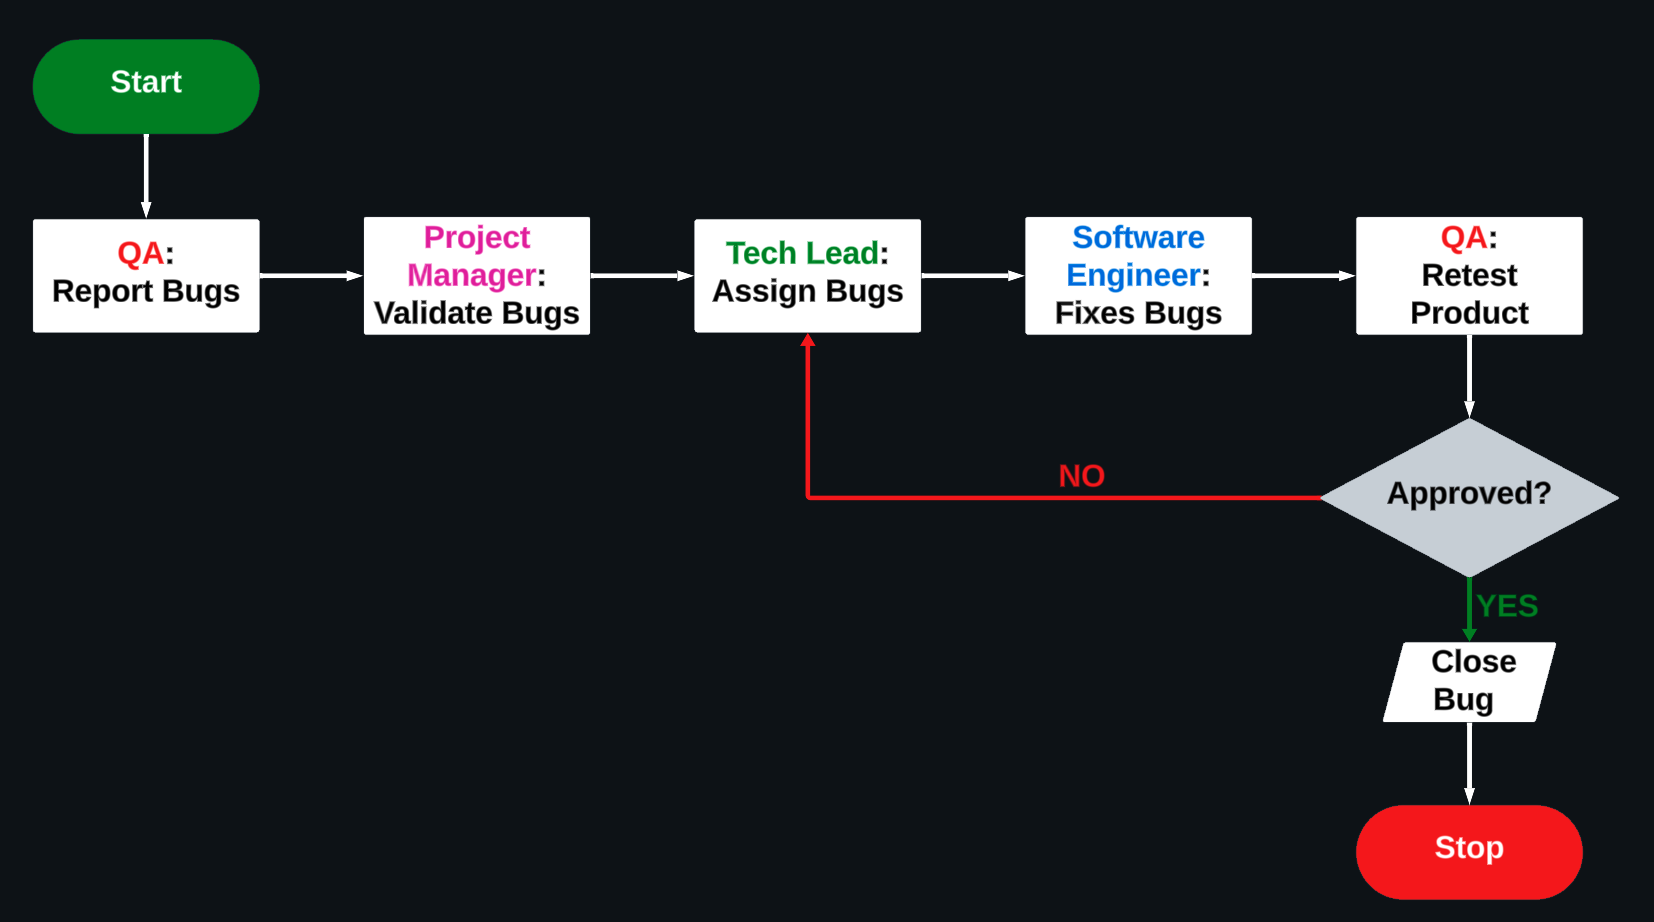 Start
QA:
Report Bugs
Project
Manager:
Validate Bugs
Tech Lead:
Assign Bugs
Software
Engineer:
Fixes Bugs
QA:
Retest
Product
Approved?
NO
YES
Close
Bug
Stop